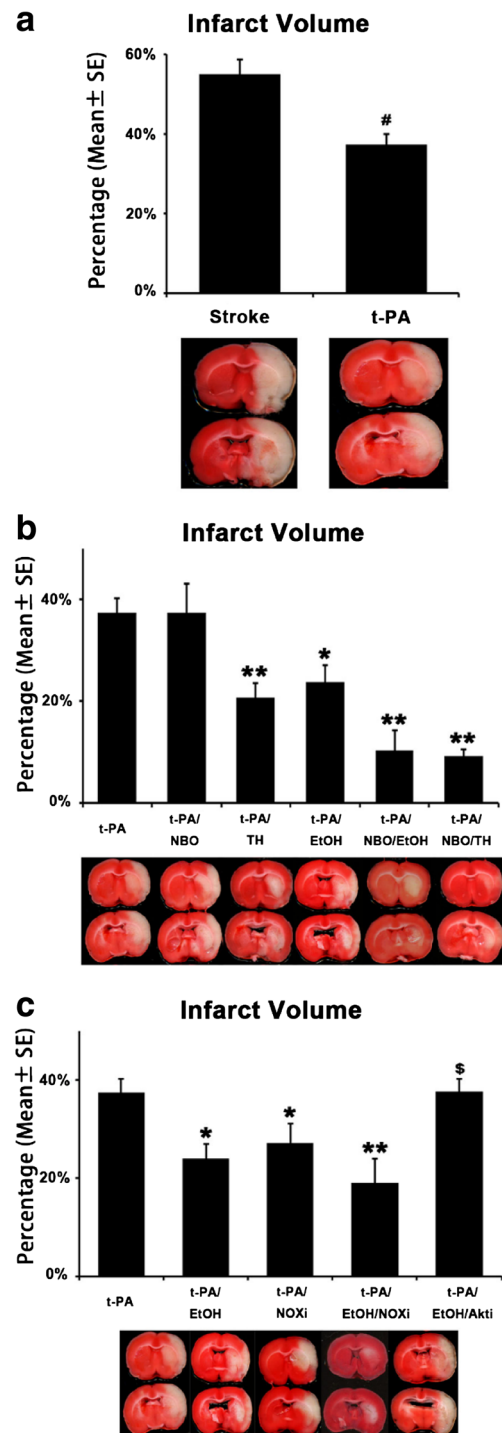 a
Infarct Volume
Percentage (Mean± SE)
60%
40%
20%
0%
#
Stroke t-PA
b
Infarct Volume
Percentage (Mean± SE)
40%
20%
0%
** * ** **
t-PA t-PA/ t-PA/ t-PA/ t-PA/ t-PA/
NBO TH EtOH NBO/EtOH NBO/TH
c
Infarct Volume
Percentage (Mean± SE)
40%
20%
0%
* * ** $
t-PA t-PA/ t-PA/ t-PA/ t-PA/
EtOH NOXi EtOH/NOXi EtOH/Akti